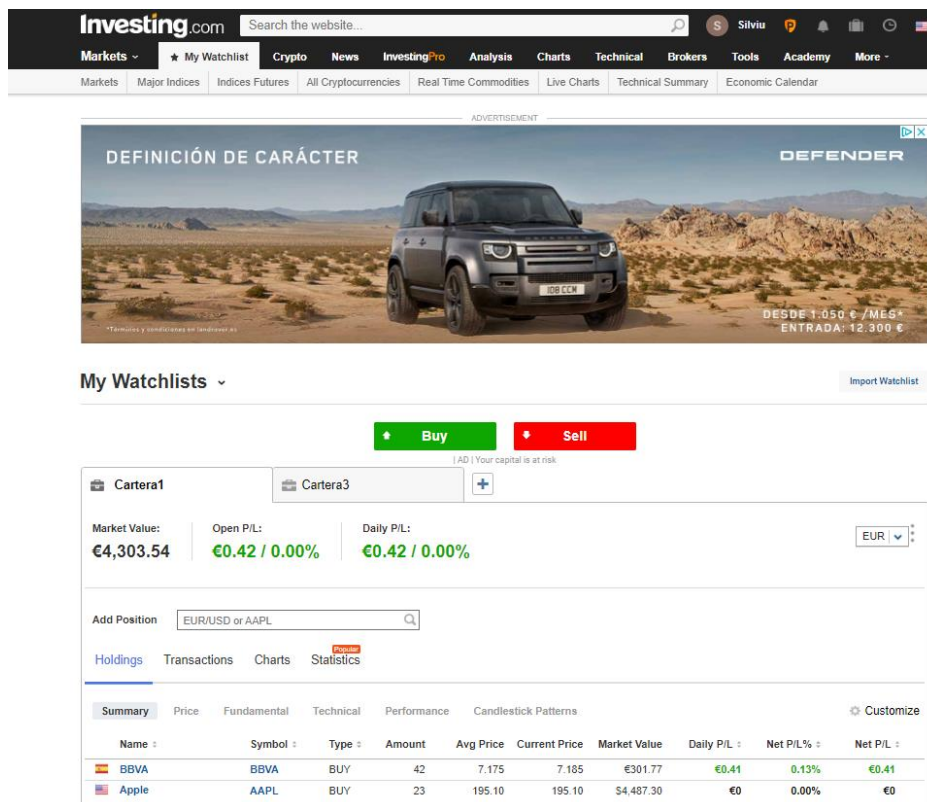 Investing.com Search the website... S Silviu
Markets My Watchlist Crypto News InvestingPro Analysis Charts Technical Brokers Tools Academy More
Markets Major Indices Indices Futures All Cryptocurrencies Real Time Commodities Live Charts Technical Summary Economic Calendar
ADVERTISEMENT
DEFINICIÓN DE CARÁCTER DEFENDER
108 CCM
DESDE 1.050 € /MES*
*Términos y condiciones en landrover.es ENTRADA: 12.300 €
My Watchlists Import Watchlist
Buy Sell
| AD | Your capital is at risk
Cartera1 Cartera3 +
Market Value: Open P/L: Daily P/L:
€4,303.54 €0.42 / 0.00% €0.42 / 0.00% EUR
Add Position EUR/USD or AAPL
Popular
Holdings Transactions Charts Statistics
Summary Price Fundamental Technical Performance Candlestick Patterns Customize
Name Symbol Type Amount Avg Price Current Price Market Value Daily P/L Net P/L% Net P/L
BBVA BBVA BUY 42 7.175 7.185 €301.77 €0.41 0.13% €0.41
Apple AAPL BUY 23 195.10 195.10 $4,487.30 €0 0.00% €0